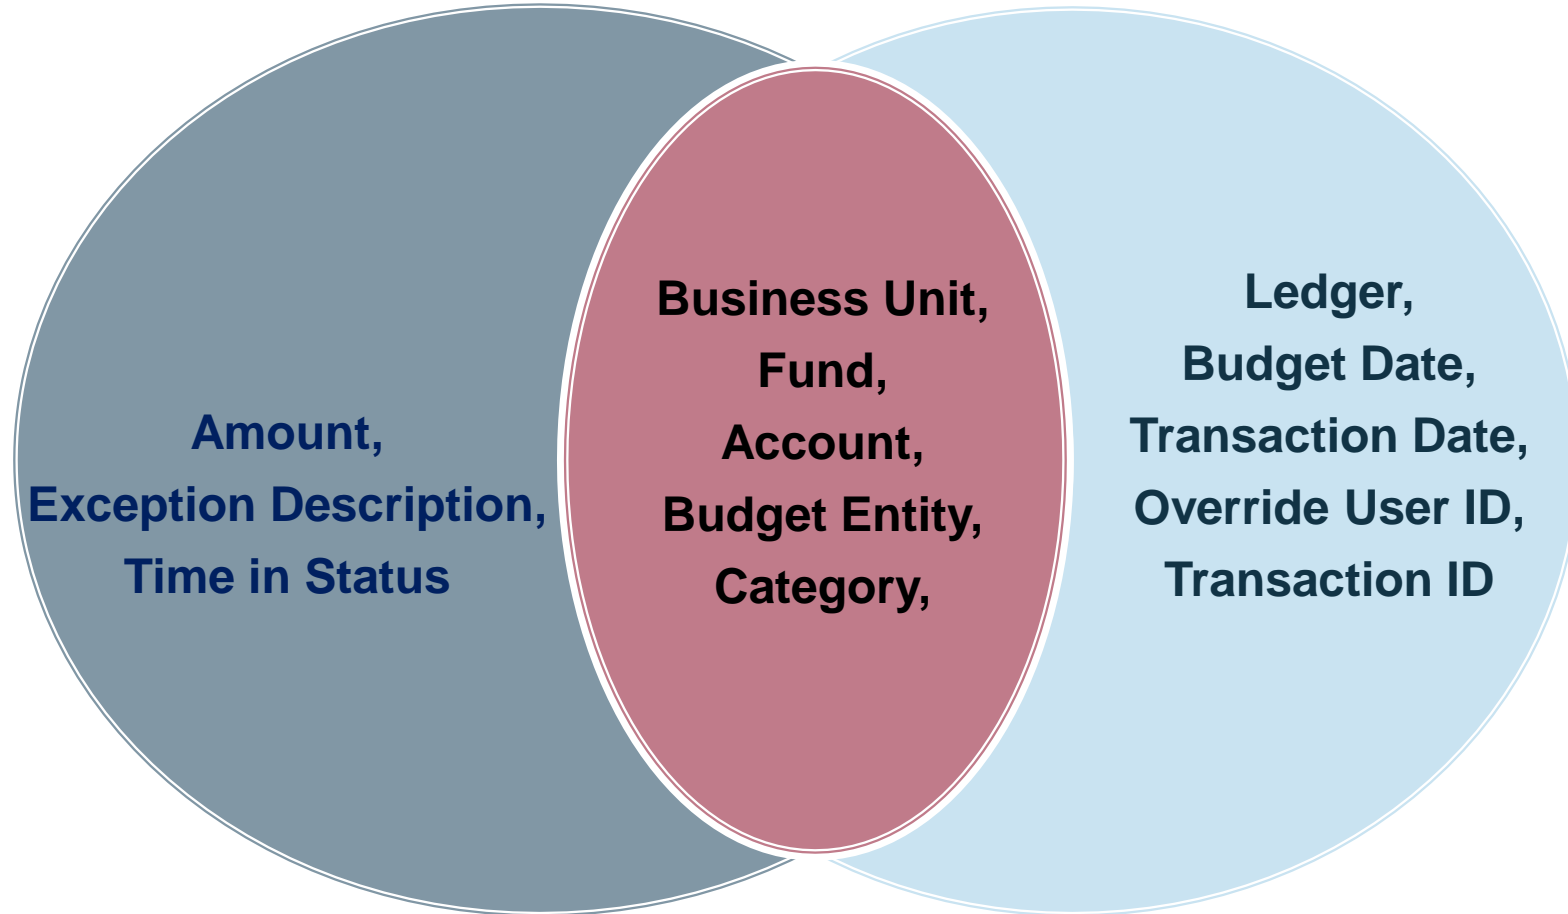 Amount,
Exception Description,
Time in Status
Business Unit,
Fund,
Account,
Budget Entity,
Category,
Ledger,
Budget Date,
Transaction Date,
Override User ID,
Transaction ID